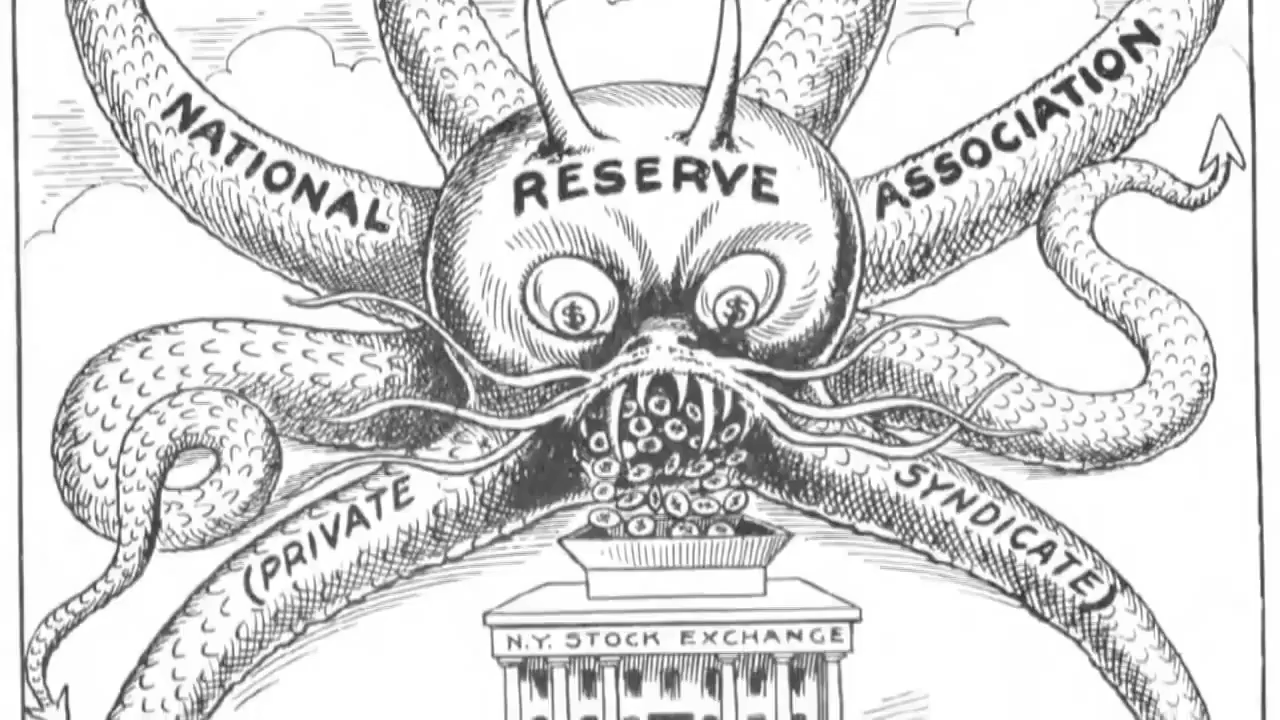 NATIONAL
RESERVE
ASSOCIATION
$ $
(PRIVATE
SYNDICATE)
N.Y. STOCK EXCHANGE